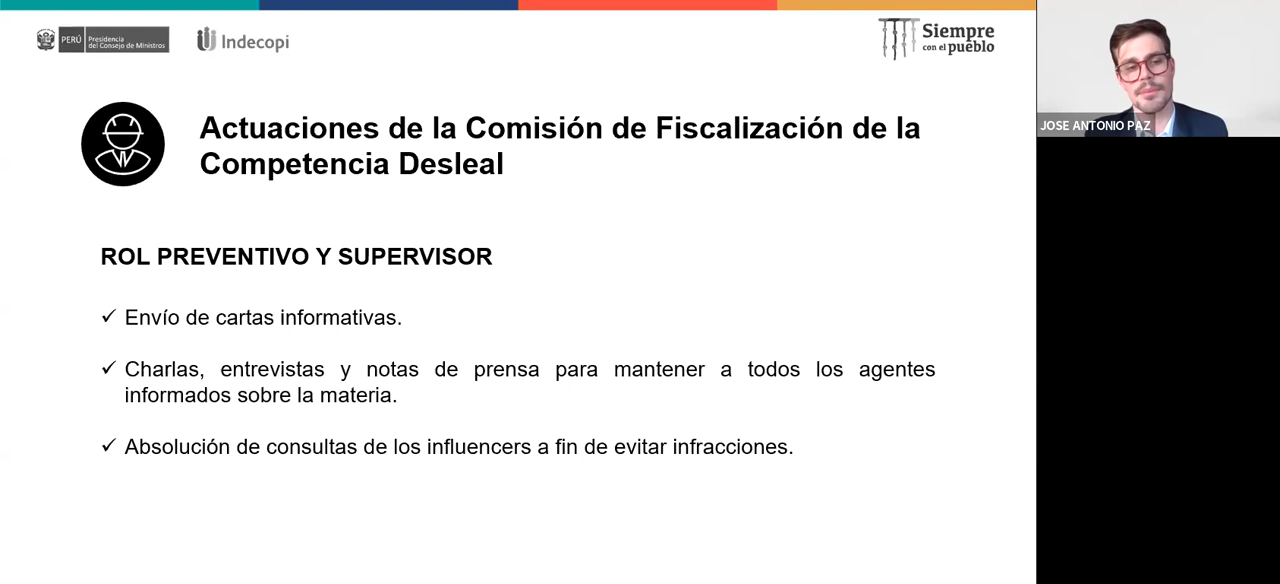 PERÚ
Presidencia
del Consejo de Ministros
Indecopi
Siempre
con el pueblo
JOSE ANTONIO PAZ
Actuaciones de la Comisión de Fiscalización de la
Competencia Desleal
ROL PREVENTIVO Y SUPERVISOR
✓ Envío de cartas informativas.
✓ Charlas, entrevistas y notas de prensa para mantener a todos los agentes
informados sobre la materia.
✓ Absolución de consultas de los influencers a fin de evitar infracciones.